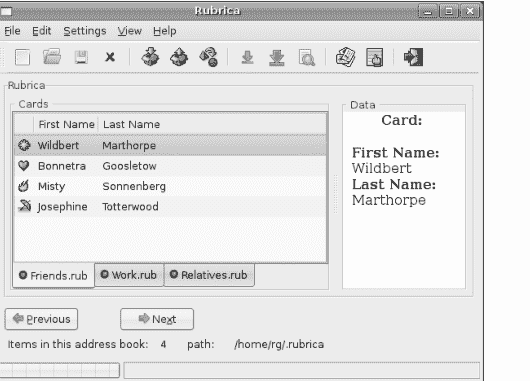 Rubrica
File Edit Settings View Help
Rubrica
Cards
First Name Last Name
Wildbert Marthorpe
Bonnetra Goosletow
Misty Sonnenberg
Josephine Totterwood
Friends.rub Work.rub Relatives.rub
Data
Card:
First Name:
Wildbert
Last Name:
Marthorpe
Previous Next
Items in this address book: 4 path: /home/rg/.rubrica